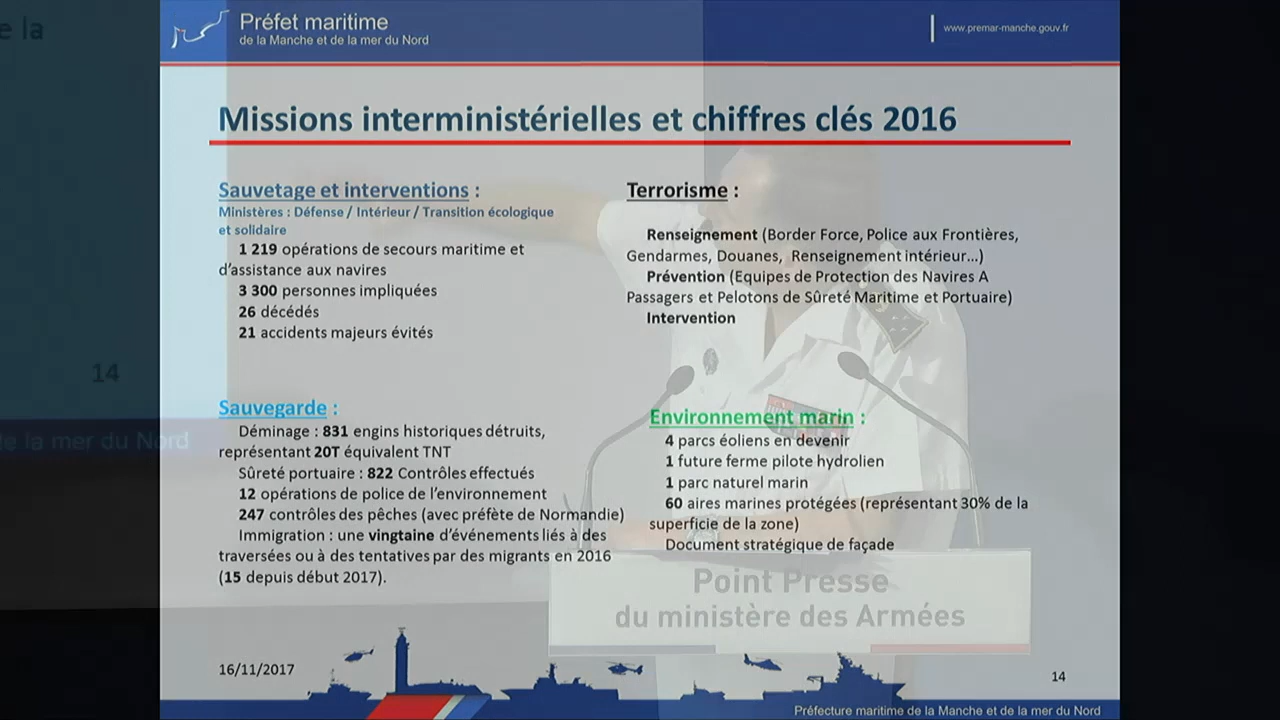 Préfet maritime
de la Manche et de la mer du Nord
www.premar-manche.gouv.fr
e la
Missions interministérielles et chiffres clés 2016
Sauvetage et interventions :
Ministères : Défense / Intérieur / Transition écologique
et solidaire
1 219 opérations de secours maritime et
d'assistance aux navires
3 300 personnes impliquées
26 décédés
21 accidents majeurs évités
Terrorisme :
Renseignement (Border Force, Police aux Frontières,
Gendarmes, Douanes, Renseignement intérieur...)
Prévention (Equipes de Protection des Navires A
Passagers et Pelotons de Sûreté Maritime et Portuaire)
Intervention
14
de la mer du Nord
Sauvegarde :
Déminage : 831 engins historiques détruits,
représentant 20T équivalent TNT
Sûreté portuaire : 822 Contrôles effectués
12 opérations de police de l'environnement
247 contrôles des pêches (avec préfète de Normandie)
Immigration : une vingtaine d'événements liés à des
traversées ou à des tentatives par des migrants en 2016
(15 depuis début 2017).
Environnement marin :
4 parcs éoliens en devenir
1 future ferme pilote hydrolien
1 parc naturel marin
60 aires marines protégées (représentant 30% de la
superficie de la zone)
Document stratégique de façade
Point Presse
du ministère des Armées
16/11/2017
14
Préfecture maritime de la Manche et de la mer du Nord